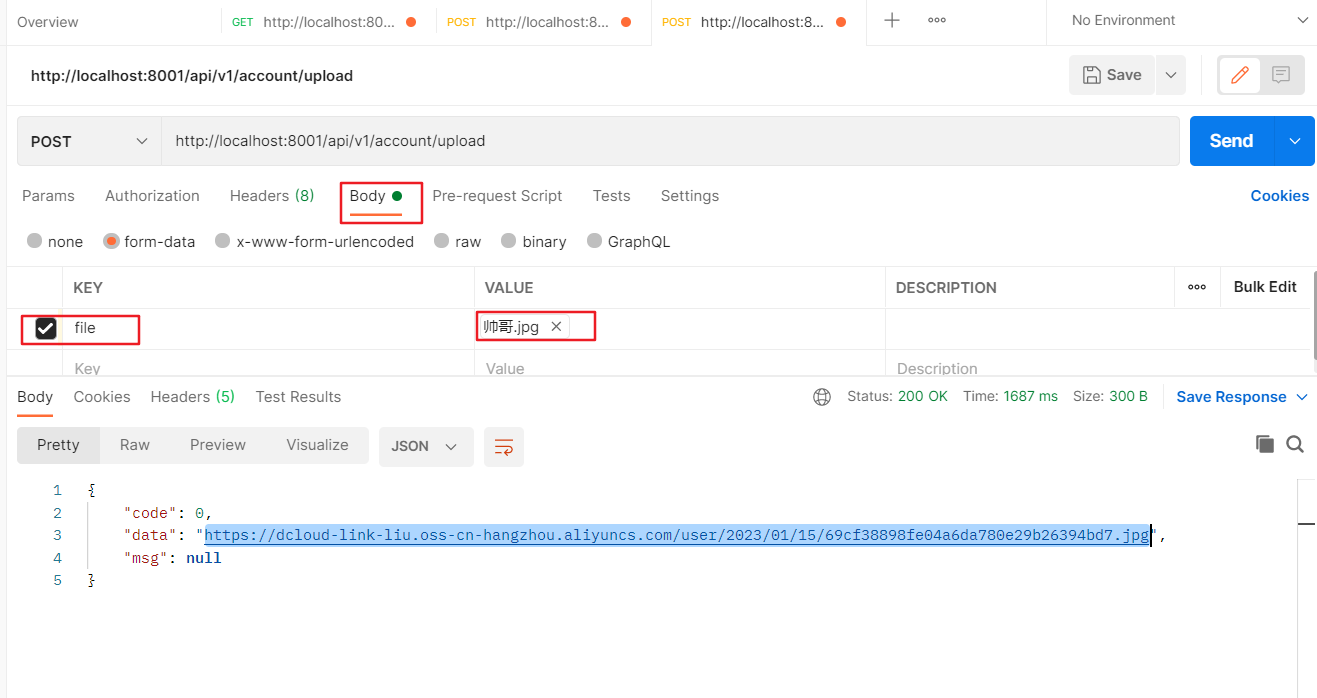 Overview GET http://localhost:80... POST http://localhost:8... POST http://localhost:8... No Environment
http://localhost:8001/api/v1/account/upload Save
POST http://localhost:8001/api/v1/account/upload Send
Params Authorization Headers (8) Body Pre-request Script Tests Settings Cookies
none form-data x-www-form-urlencoded raw binary GraphQL
KEY VALUE DESCRIPTION Bulk Edit
file 帅哥.jpg
Key Value Description
Body Cookies Headers (5) Test Results Status: 200 OK Time: 1687 ms Size: 300 B Save Response
Pretty Raw Preview Visualize JSON
1 {
2 "code": 0,
3 "data": "https://dcloud-link-liu.oss-cn-hangzhou.aliyuncs.com/user/2023/01/15/69cf38898fe04a6da780e29b26394bd7.jpg",
4 "msg": null
5 }